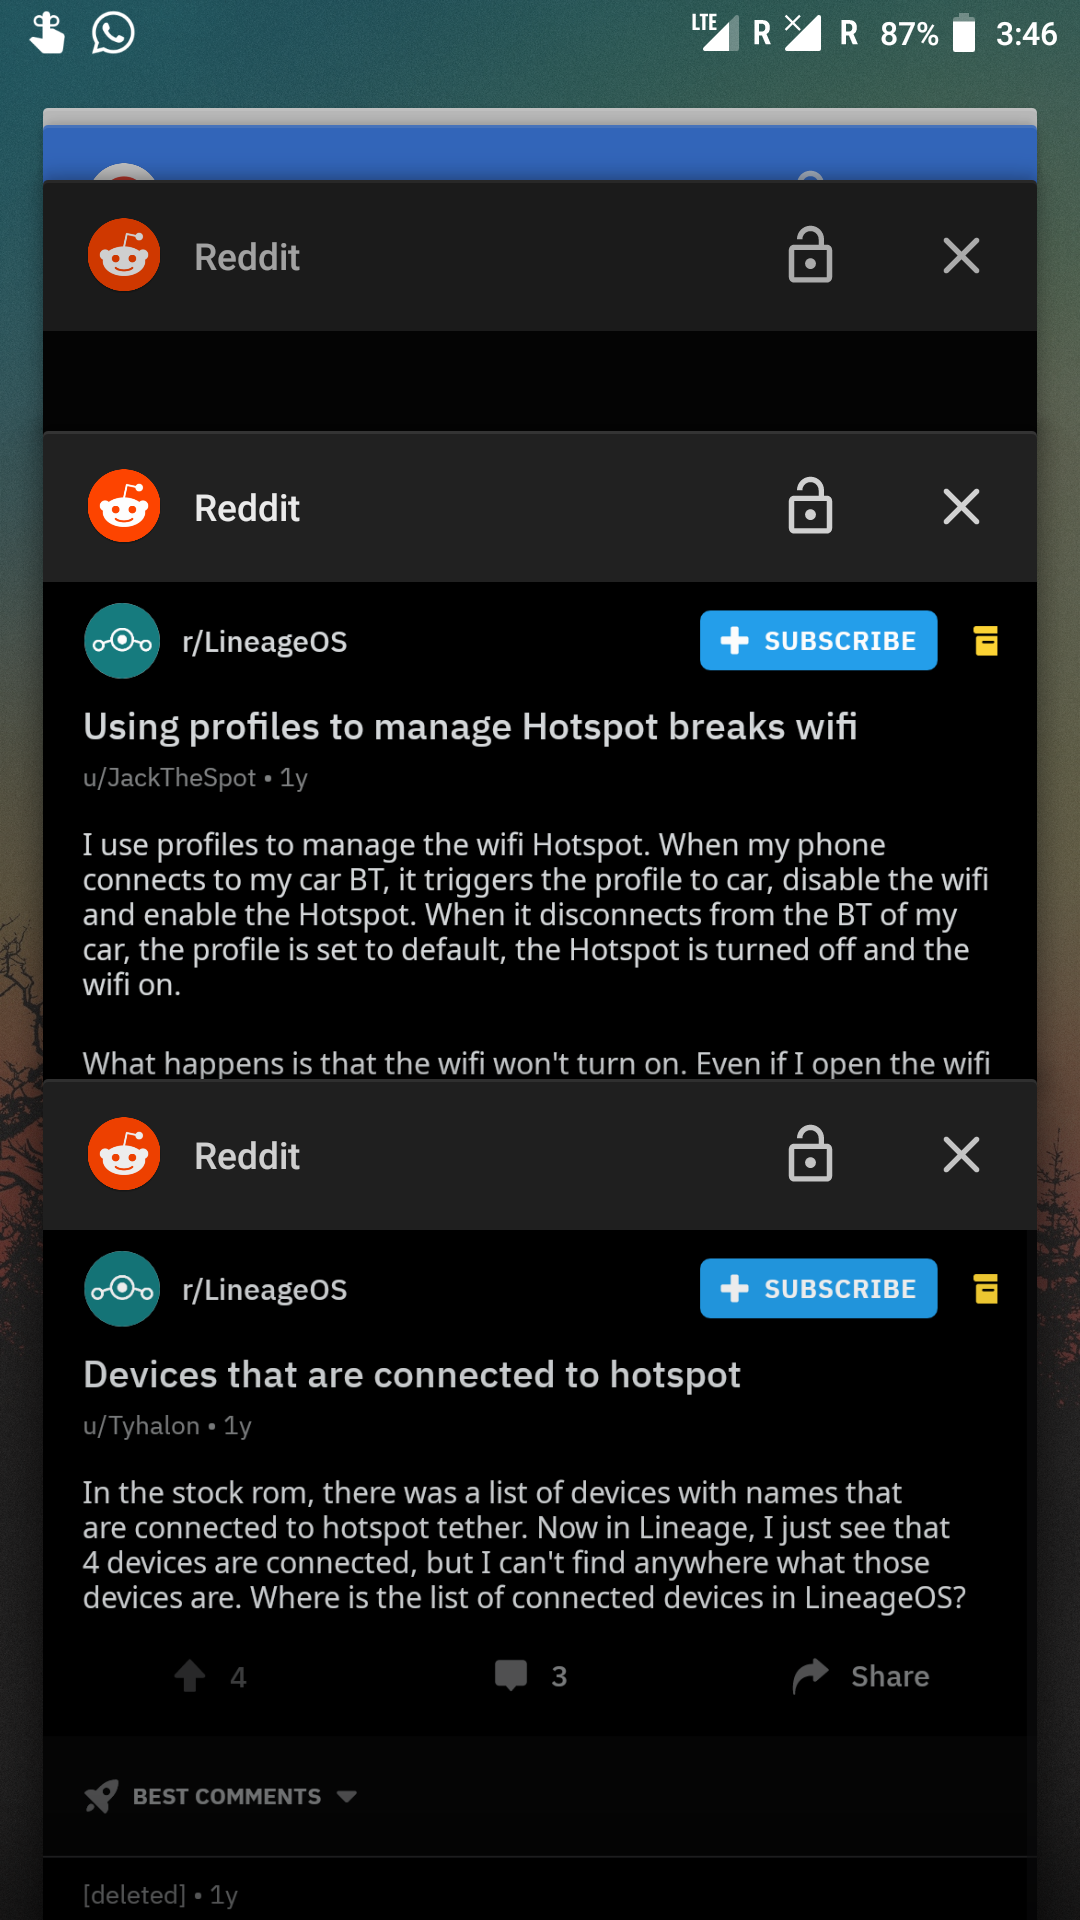 LTE R R 87% 3:46
Reddit
Reddit
r/LineageOS SUBSCRIBE
Using profiles to manage Hotspot breaks wifi
u/JackTheSpot • 1y
I use profiles to manage the wifi Hotspot. When my phone
connects to my car BT, it triggers the profile to car, disable the wifi
and enable the Hotspot. When it disconnects from the BT of my
car, the profile is set to default, the Hotspot is turned off and the
wifi on.
What happens is that the wifi won't turn on. Even if I open the wifi
Reddit
r/LineageOS SUBSCRIBE
Devices that are connected to hotspot
u/Tyhalon • 1y
In the stock rom, there was a list of devices with names that
are connected to hotspot tether. Now in Lineage, I just see that
4 devices are connected, but I can't find anywhere what those
devices are. Where is the list of connected devices in LineageOS?
4 3 Share
BEST COMMENTS
[deleted] • 1y